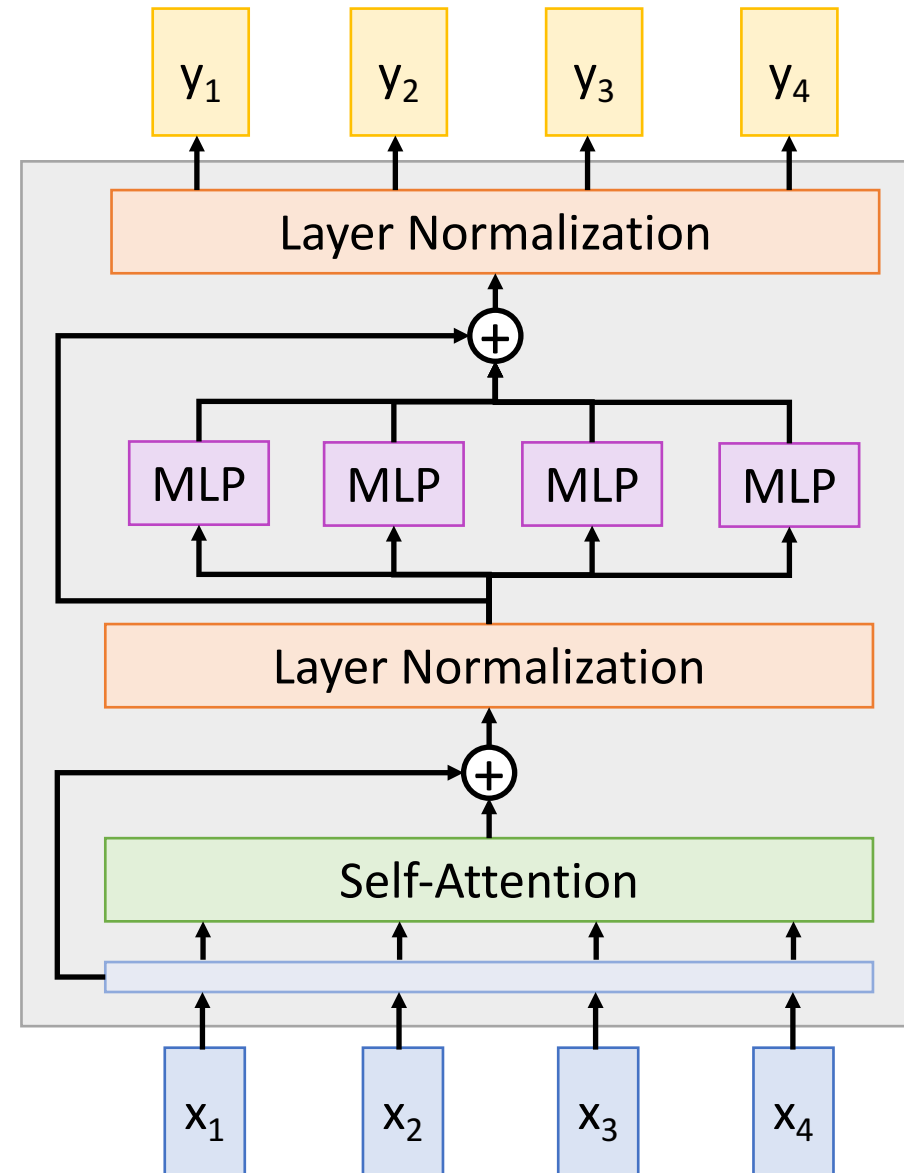 y₁ y₂ y₃ y₄
Layer Normalization
+
MLP MLP MLP MLP
Layer Normalization
+
Self-Attention
x₁ x₂ x₃ x₄